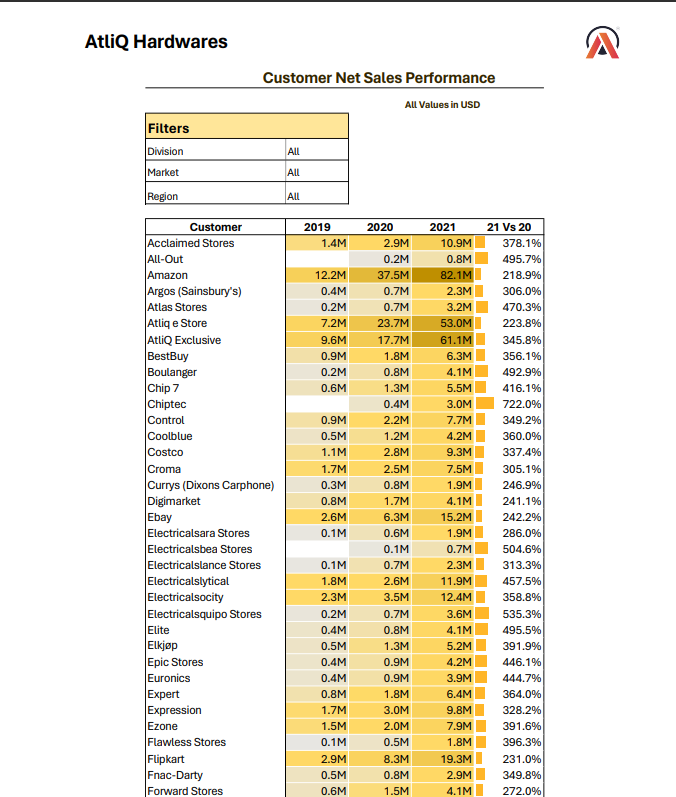 AtliQ Hardwares
Customer Net Sales Performance
All Values in USD
Filters
Division All
Market All
Region All
Customer 2019 2020 2021 21 Vs 20
Acclaimed Stores 1.4M 2.9M 10.9M 378.1%
All-Out 0.2M 0.8M 495.7%
Amazon 12.2M 37.5M 82.1M 218.9%
Argos (Sainsbury's) 0.4M 0.7M 2.3M 306.0%
Atlas Stores 0.2M 0.7M 3.2M 470.3%
Atliq e Store 7.2M 23.7M 53.0M 223.8%
AtliQ Exclusive 9.6M 17.7M 61.1M 345.8%
BestBuy 0.9M 1.8M 6.3M 356.1%
Boulanger 0.2M 0.8M 4.1M 492.9%
Chip 7 0.6M 1.3M 5.5M 416.1%
Chiptec 0.4M 3.0M 722.0%
Control 0.9M 2.2M 7.7M 349.2%
Coolblue 0.5M 1.2M 4.2M 360.0%
Costco 1.1M 2.8M 9.3M 337.4%
Croma 1.7M 2.5M 7.5M 305.1%
Currys (Dixons Carphone) 0.3M 0.8M 1.9M 246.9%
Digimarket 0.8M 1.7M 4.1M 241.1%
Ebay 2.6M 6.3M 15.2M 242.2%
Electricalsara Stores 0.1M 0.6M 1.9M 286.0%
Electricalsbea Stores 0.1M 0.7M 504.6%
Electricalslance Stores 0.1M 0.7M 2.3M 313.3%
Electricalslytical 1.8M 2.6M 11.9M 457.5%
Electricalsocity 2.3M 3.5M 12.4M 358.8%
Electricalsquipo Stores 0.2M 0.7M 3.6M 535.3%
Elite 0.4M 0.8M 4.1M 495.5%
Elkjøp 0.5M 1.3M 5.2M 391.9%
Epic Stores 0.4M 0.9M 4.2M 446.1%
Euronics 0.4M 0.9M 3.9M 444.7%
Expert 0.8M 1.8M 6.4M 364.0%
Expression 1.7M 3.0M 9.8M 328.2%
Ezone 1.5M 2.0M 7.9M 391.6%
Flawless Stores 0.1M 0.5M 1.8M 396.3%
Flipkart 2.9M 8.3M 19.3M 231.0%
Fnac-Darty 0.5M 0.8M 2.9M 349.8%
Forward Stores 0.6M 1.5M 4.1M 272.0%